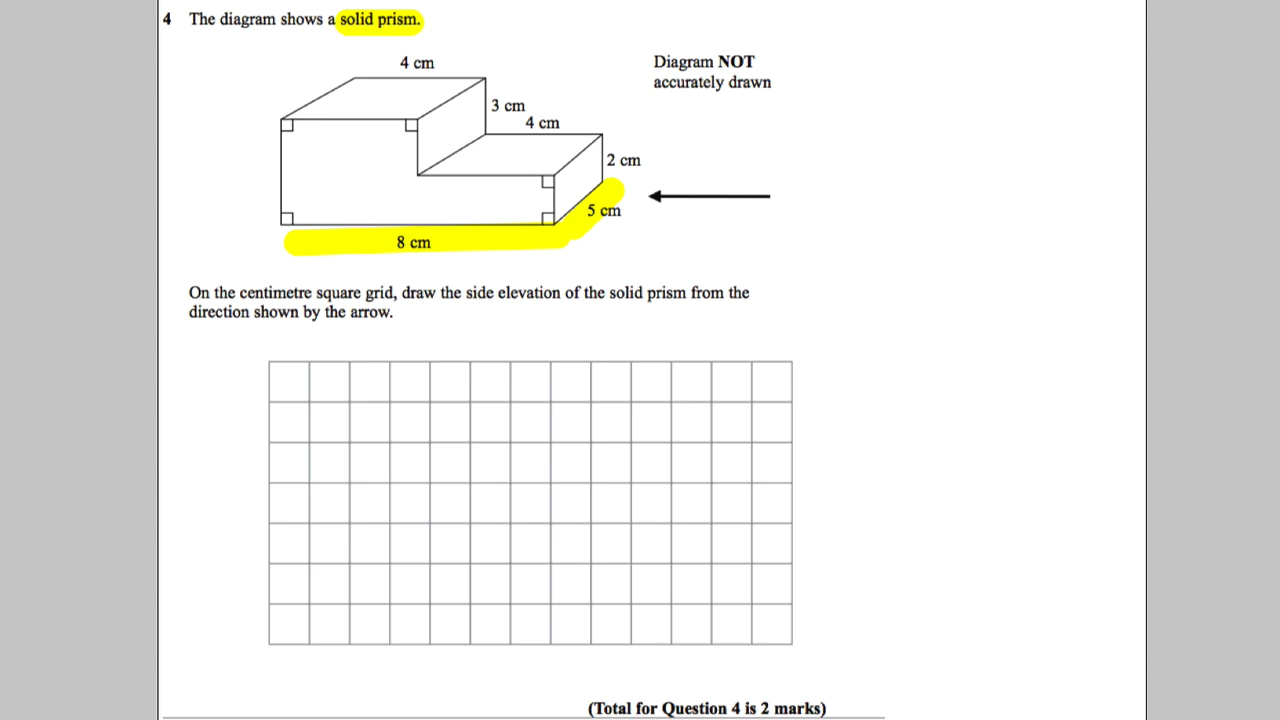 4 The diagram shows a solid prism.
4 cm
Diagram NOT
accurately drawn
3 cm
4 cm
2 cm
5 cm
8 cm
On the centimetre square grid, draw the side elevation of the solid prism from the
direction shown by the arrow.
(Total for Question 4 is 2 marks)